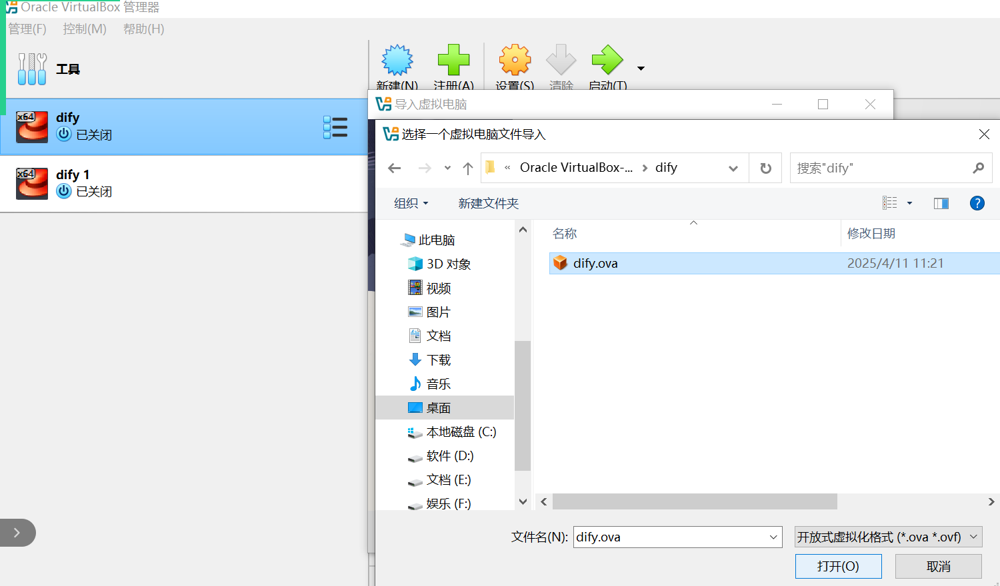 Oracle VirtualBox 管理器
管理(F) 控制(M) 帮助(H)
工具
新建(N) 注册(A) 设置(S) 清除 启动(T)
x64 dify
已关闭
x64 dify 1
已关闭
导入虚拟电脑
选择一个虚拟电脑文件导入
« Oracle VirtualBox-... > dify
搜索"dify"
组织 新建文件夹
名称 修改日期
dify.ova 2025/4/11 11:21
此电脑
3D 对象
视频
图片
文档
下载
音乐
桌面
本地磁盘 (C:)
软件 (D:)
文档 (E:)
娱乐 (F:)
文件名(N): dify.ova 开放式虚拟化格式 (*.ova *.ovf)
打开(O) 取消